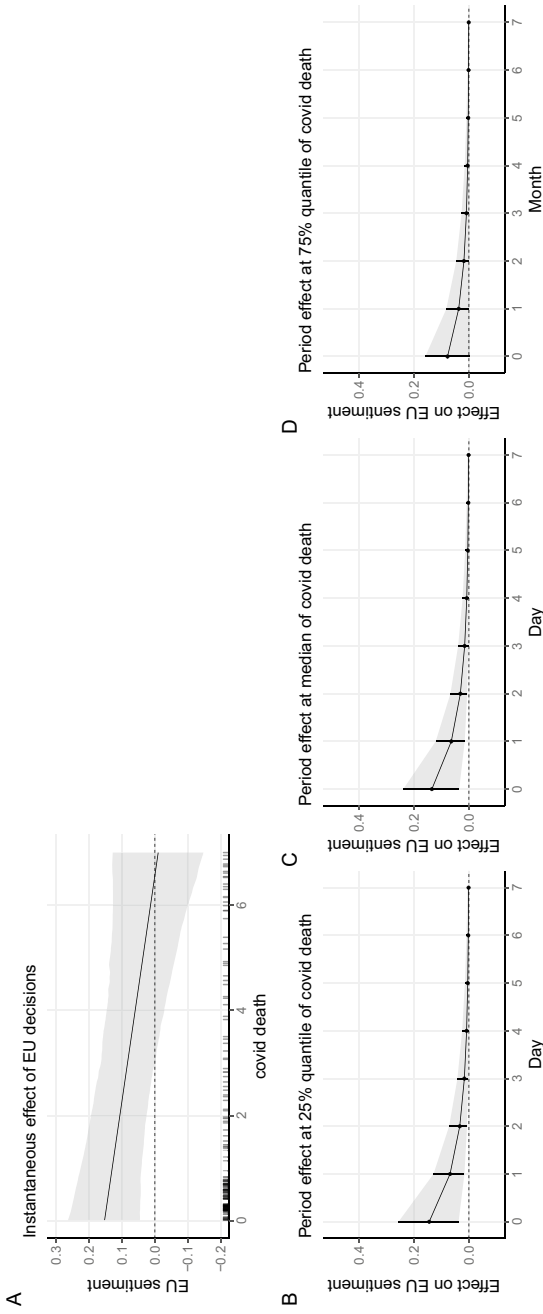 A
Instantaneous effect of EU decisions
EU sentiment
0.3
0.2
0.1
0.0
−0.1
−0.2
0 2 4 6
covid death
B
Period effect at 25% quantile of covid death
Effect on EU sentiment
0.4
0.2
0.0
0 1 2 3 4 5 6 7
Day
C
Period effect at median of covid death
Effect on EU sentiment
0.4
0.2
0.0
0 1 2 3 4 5 6 7
Day
D
Period effect at 75% quantile of covid death
Effect on EU sentiment
0.4
0.2
0.0
0 1 2 3 4 5 6 7
Month